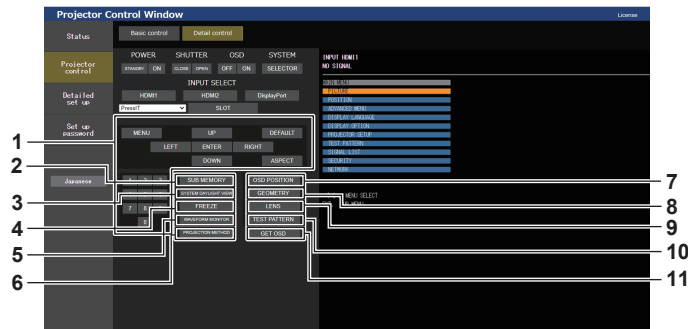 Projector Control Window
License
Status
Basic control
Detail control
Projector control
POWER
SHUTTER
OSD
SYSTEM
STANDBY
ON
CLOSE
OPEN
OFF
ON
SELECTOR
INPUT SELECT
Detailed set up
HDMI1
HDMI2
DisplayPort
PressIT
SLOT
Set up password
MENU
UP
DEFAULT
LEFT
ENTER
RIGHT
DOWN
ASPECT
Japanese
SUB MEMORY
OSD POSITION
SYSTEM DAYLIGHT VIEW
GEOMETRY
7
FREEZE
LENS
WAVEFORM MONITOR
TEST PATTERN
PROJECTION METHOD
GET OSD
INPUT HDMI1
NO SIGNAL
MAIN MENU
PICTURE
POSITION
ADVANCED MENU
DISPLAY LANGUAGE
DISPLAY OPTION
PROJECTOR SETUP
TEST PATTERN
SIGNAL LIST
SECURITY
NETWORK
MENU SELECT
1
2
3
4
5
6
7
8
9
10
11